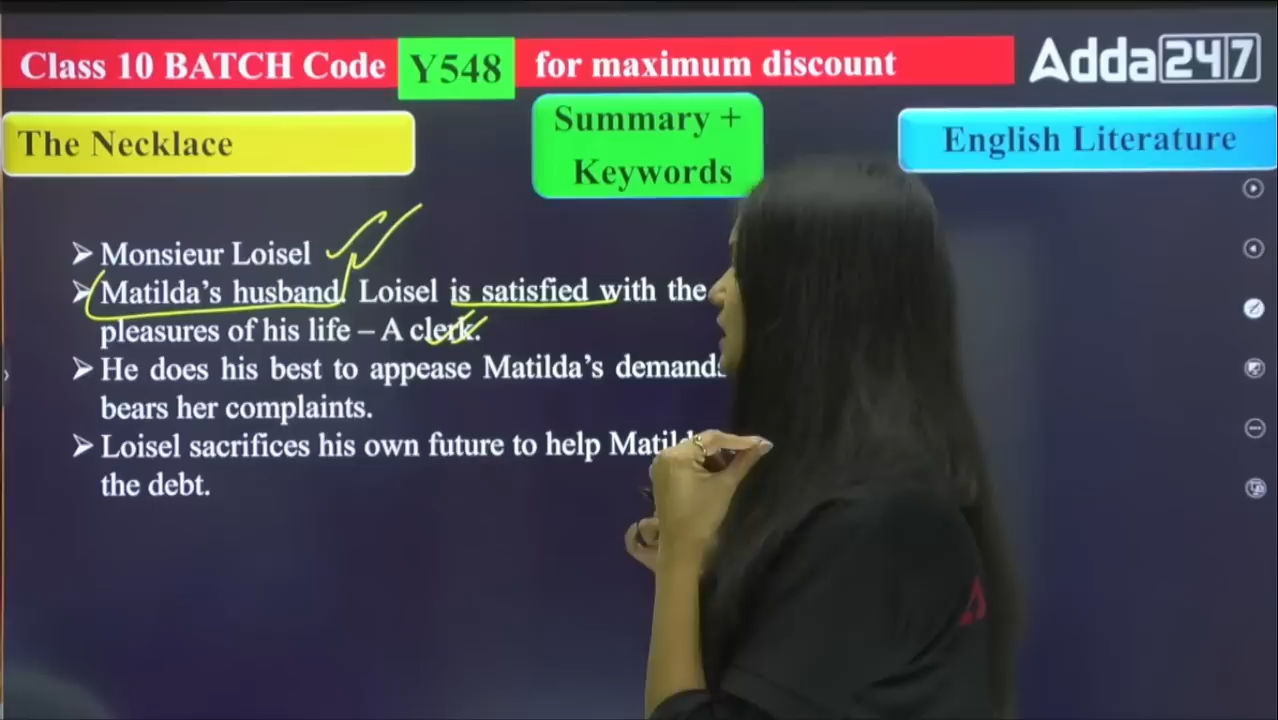 Class 10 BATCH Code Y548 for maximum discount
Adda247
The Necklace
Summary +
Keywords
English Literature
➢ Monsieur Loisel
➢ Matilda's husband. Loisel is satisfied with the
pleasures of his life – A clerk.
➢ He does his best to appease Matilda's demands
bears her complaints.
➢ Loisel sacrifices his own future to help
the debt.